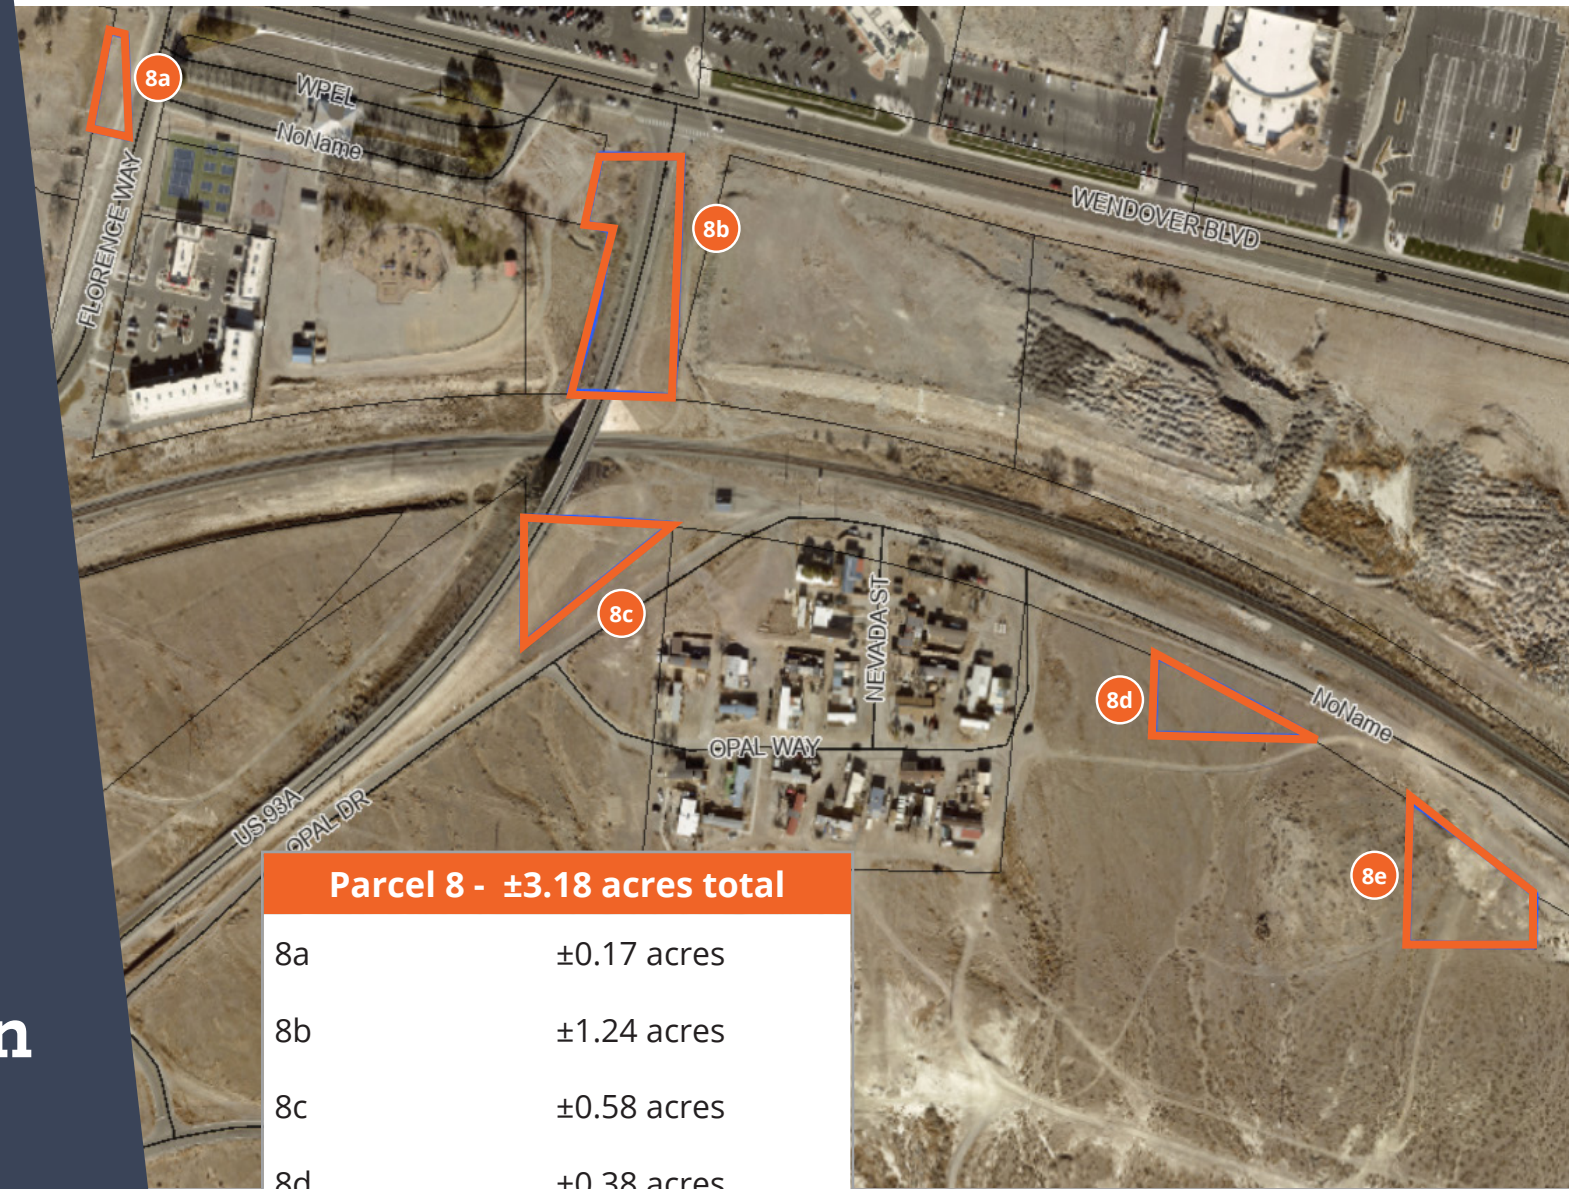 8a
WPEL
NoName
FLORENCE WAY
8b
WENDOVER BLVD
8c
NEVADA ST
8d
NoName
OPAL WAY
US 93A
OPAL DR
8e
Parcel 8 - ±3.18 acres total
8a ±0.17 acres
8b ±1.24 acres
n
8c ±0.58 acres
8d ±0.38 acres